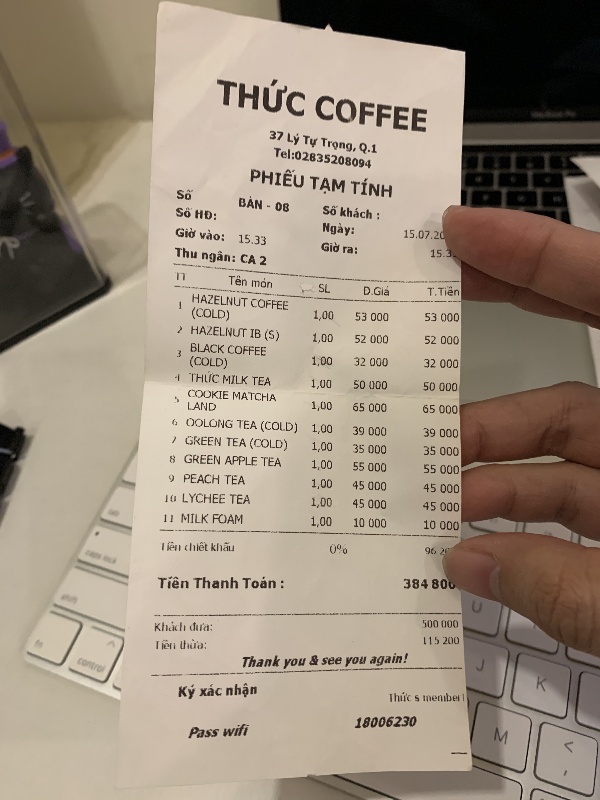 THỨC COFFEE
37 Lý Tự Trọng, Q.1
Tel:02835208094
PHIẾU TẠM TÍNH
Số BÀN - 08 Số khách :
Số HĐ: Ngày: 15.07.20
Giờ vào: 15.33 Giờ ra: 15.3
Thu ngân: CA 2
TT Tên món SL Đ.Giá T.Tiền
1 HAZELNUT COFFEE (COLD) 1,00 53 000 53 000
2 HAZELNUT IB (S) 1,00 52 000 52 000
3 BLACK COFFEE (COLD) 1,00 32 000 32 000
4 THỨC MILK TEA 1,00 50 000 50 000
5 COOKIE MATCHA LAND 1,00 65 000 65 000
6 OOLONG TEA (COLD) 1,00 39 000 39 000
7 GREEN TEA (COLD) 1,00 35 000 35 000
8 GREEN APPLE TEA 1,00 55 000 55 000
9 PEACH TEA 1,00 45 000 45 000
10 LYCHEE TEA 1,00 45 000 45 000
11 MILK FOAM 1,00 10 000 10 000
Tiền chiết khấu 0% 96
Tiền Thanh Toán : 384 800
Khách đưa: 500 000
Tiền thừa: 115 200
Thank you & see you again!
Ký xác nhận Thức s member
Pass wifi 18006230
caps lock
shift
fn
control
U
J
K
M
<
,